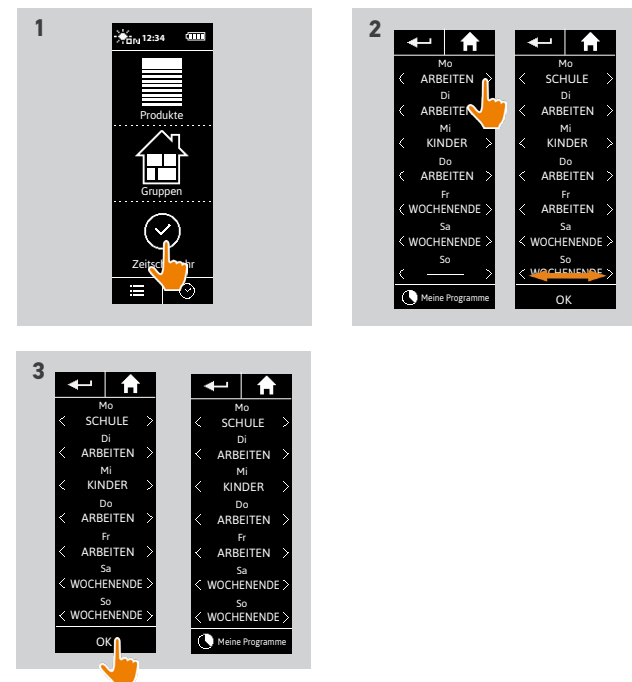 1
ON 12:34
Produkte
Gruppen
Zeitschaltuhr
2
Mo
ARBEITEN
Di
ARBEITEN
Mi
KINDER
Do
ARBEITEN
Fr
WOCHENENDE
Sa
WOCHENENDE
So
Meine Programme
Mo
SCHULE
Di
ARBEITEN
Mi
KINDER
Do
ARBEITEN
Fr
ARBEITEN
Sa
WOCHENENDE
So
WOCHENENDE
OK
3
Mo
SCHULE
Di
ARBEITEN
Mi
KINDER
Do
ARBEITEN
Fr
ARBEITEN
Sa
WOCHENENDE
So
WOCHENENDE
OK
Mo
SCHULE
Di
ARBEITEN
Mi
KINDER
Do
ARBEITEN
Fr
ARBEITEN
Sa
WOCHENENDE
So
WOCHENENDE
Meine Programme